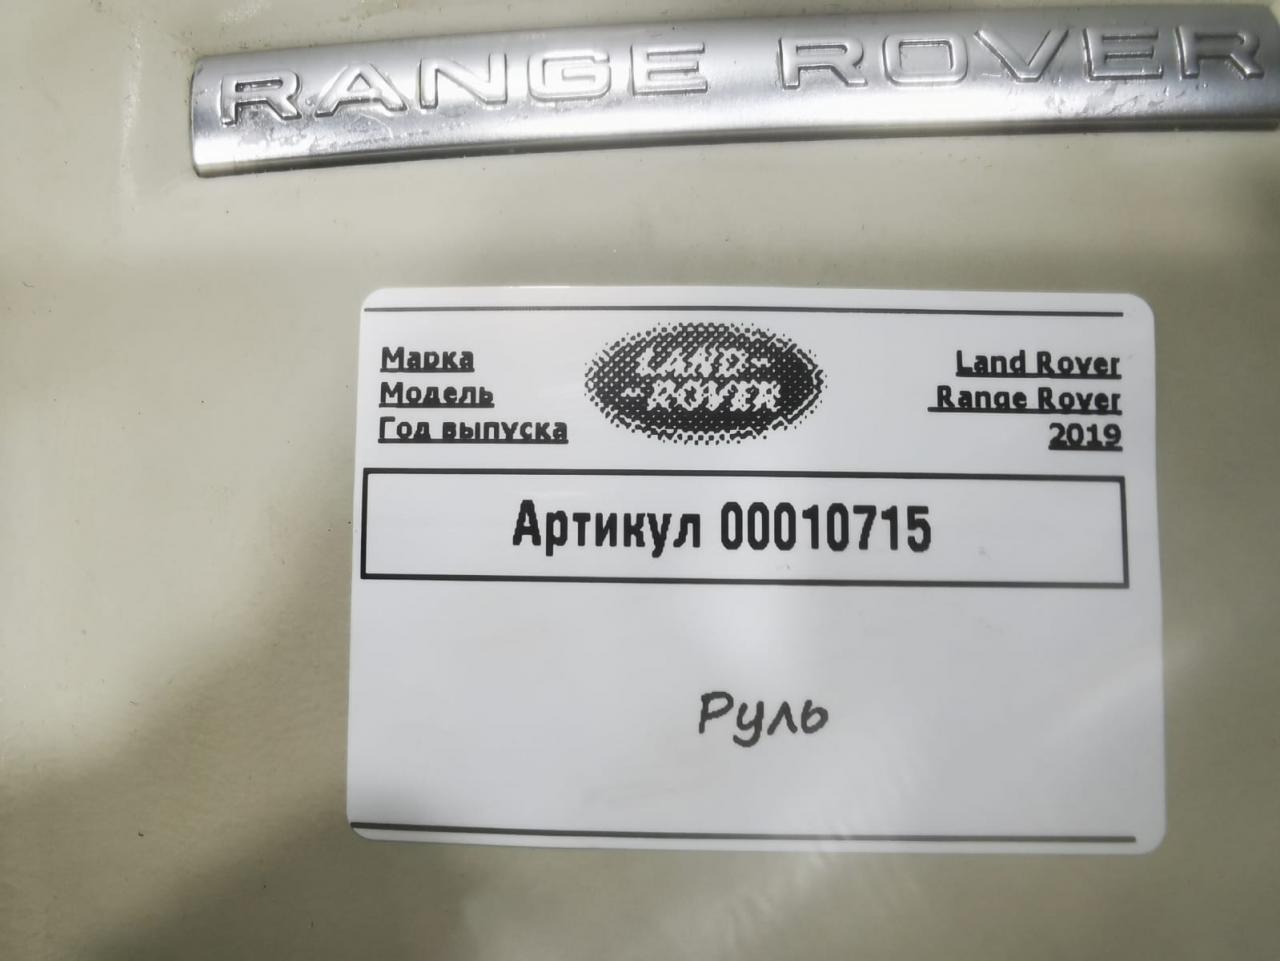 RANGE ROVER
Марка
Модель
Год выпуска
LAND-
-ROVER
Land Rover
Range Rover
2019
Артикул 00010715
Руль